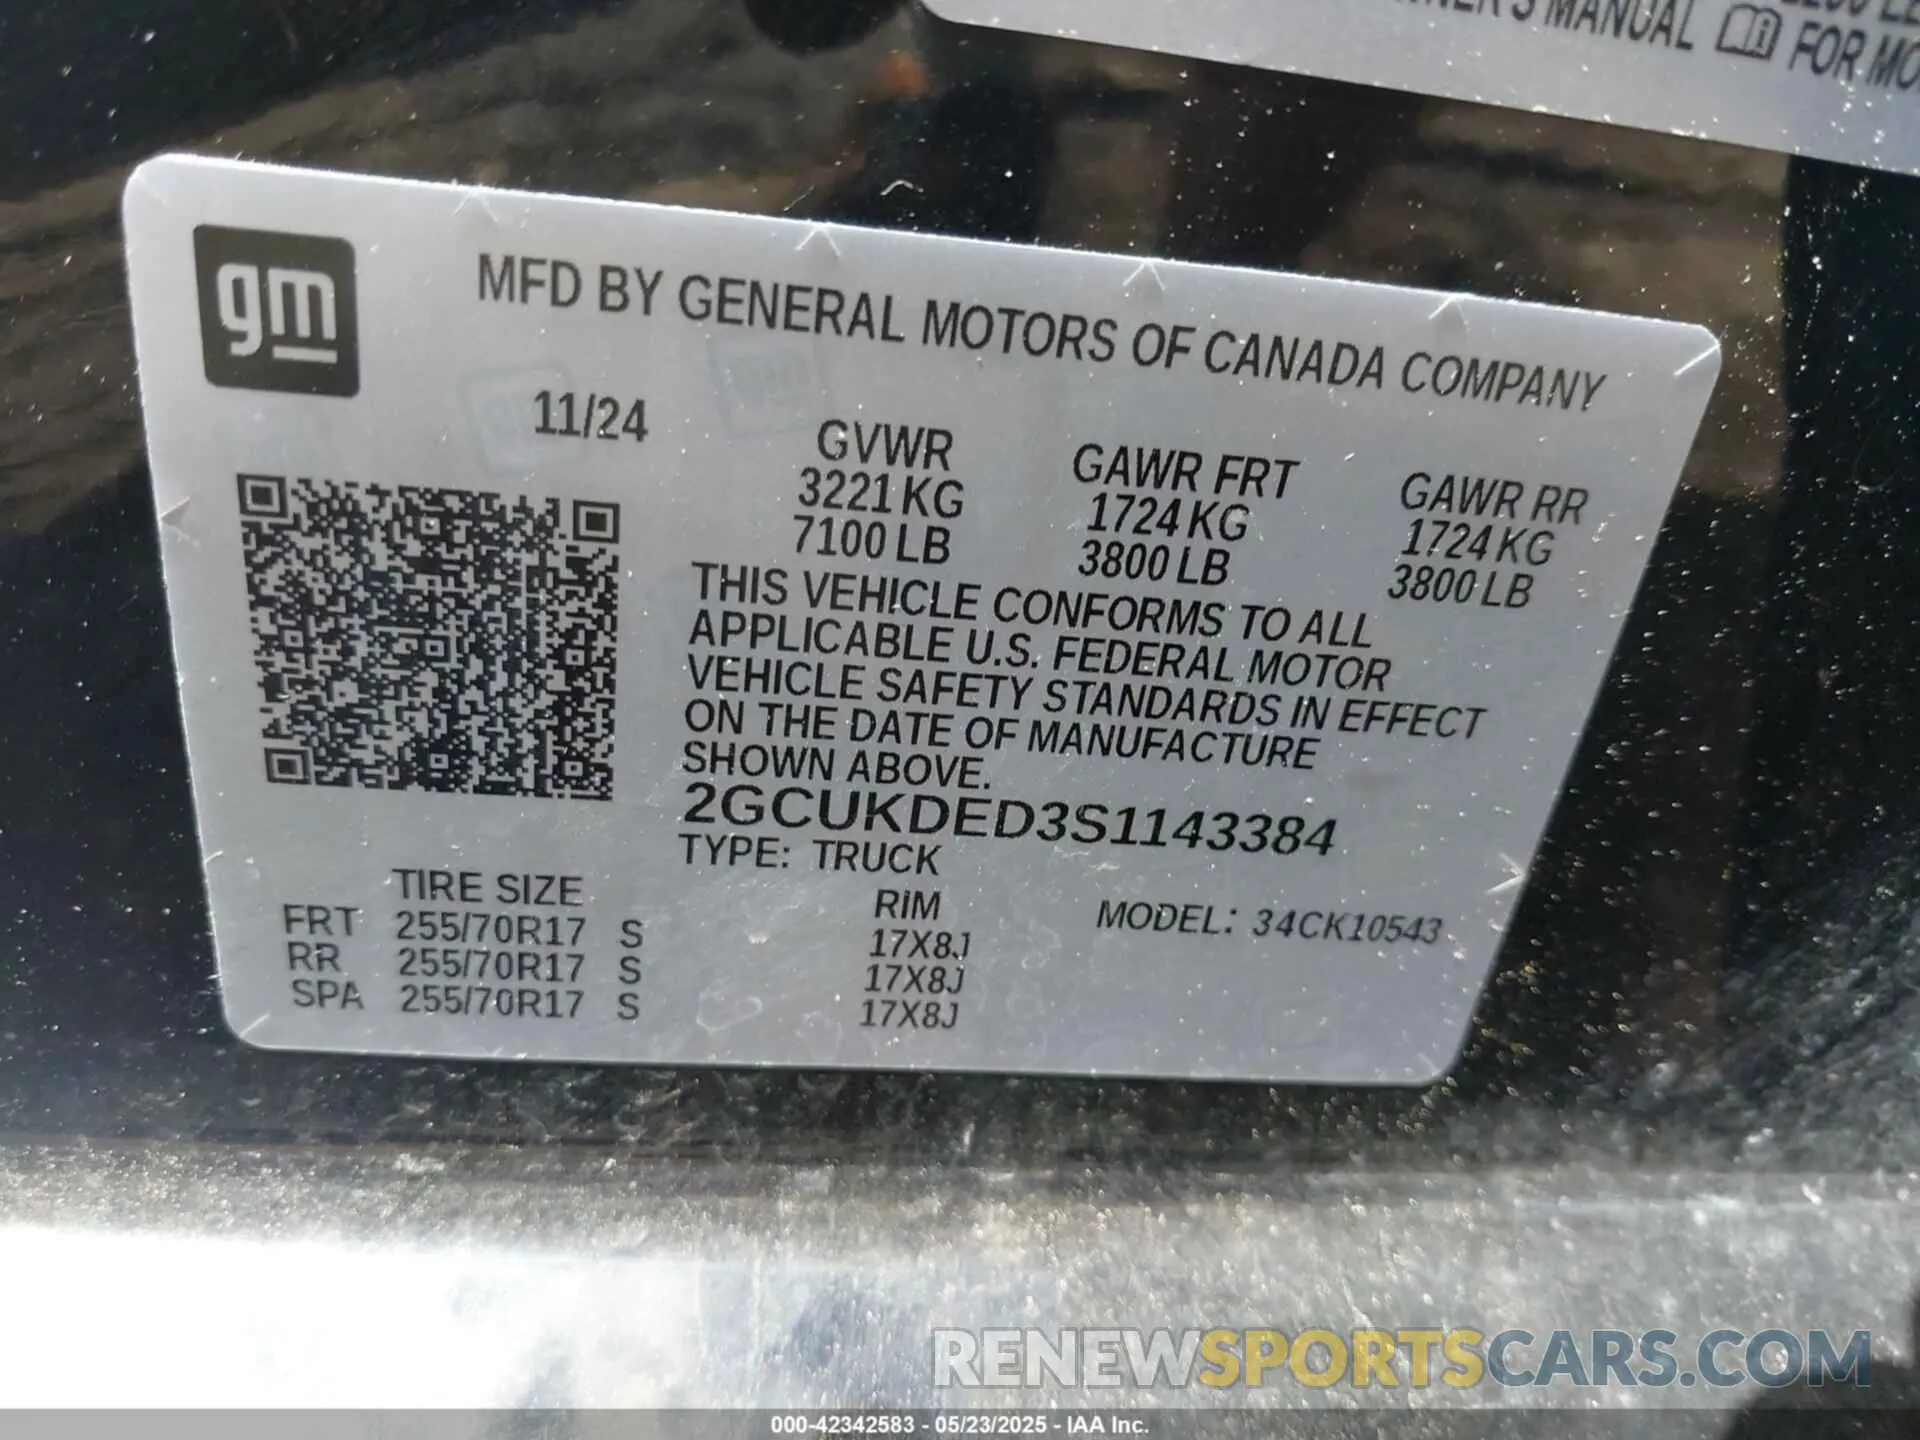 MANUAL FOR
gm
MFD BY GENERAL MOTORS OF CANADA COMPANY
11/24
GVWR GAWR FRT GAWR RR
3221 KG 1724 KG 1724 KG
7100 LB 3800 LB 3800 LB
THIS VEHICLE CONFORMS TO ALL
APPLICABLE U.S. FEDERAL MOTOR
VEHICLE SAFETY STANDARDS IN EFFECT
ON THE DATE OF MANUFACTURE
SHOWN ABOVE.
2GCUKDED3S1143384
TYPE: TRUCK
TIRE SIZE RIM MODEL: 34CK10543
FRT 255/70R17 S 17X8J
RR 255/70R17 S 17X8J
SPA 255/70R17 S 17X8J
RENEWSPORTSCARS.COM
000-42342583 - 05/23/2025 - IAA Inc.